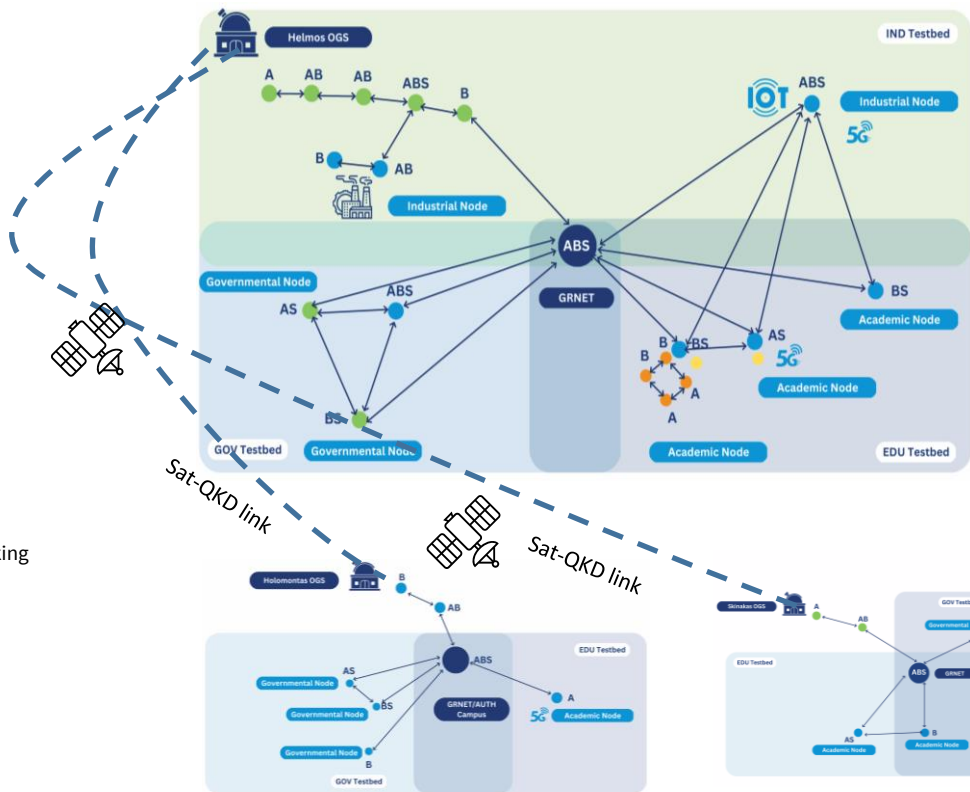 Helmos OGS
IND Testbed
A
AB
AB
ABS
B
ABS
IOT
Industrial Node
5G
B
AB
Industrial Node
ABS
GRNET
Governmental Node
AS
ABS
BS
Academic Node
B
BS
AS
5G
Academic Node
A
A
BS
GOV Testbed
Governmental Node
Academic Node
EDU Testbed
Sat-QKD link
Sat-QKD link
Holomontas OGS
B
AB
EDU Testbed
ABS
AS
Governmental Node
BS
Governmental Node
GRNET/AUTH
Campus
A
5G
Academic Node
Governmental Node
B
GOV Testbed
Skinakas OGS
A
AB
GOV Testb
Governmental
EDU Testbed
ABS
GRNET
AS
B
Academic Node
Academic Node